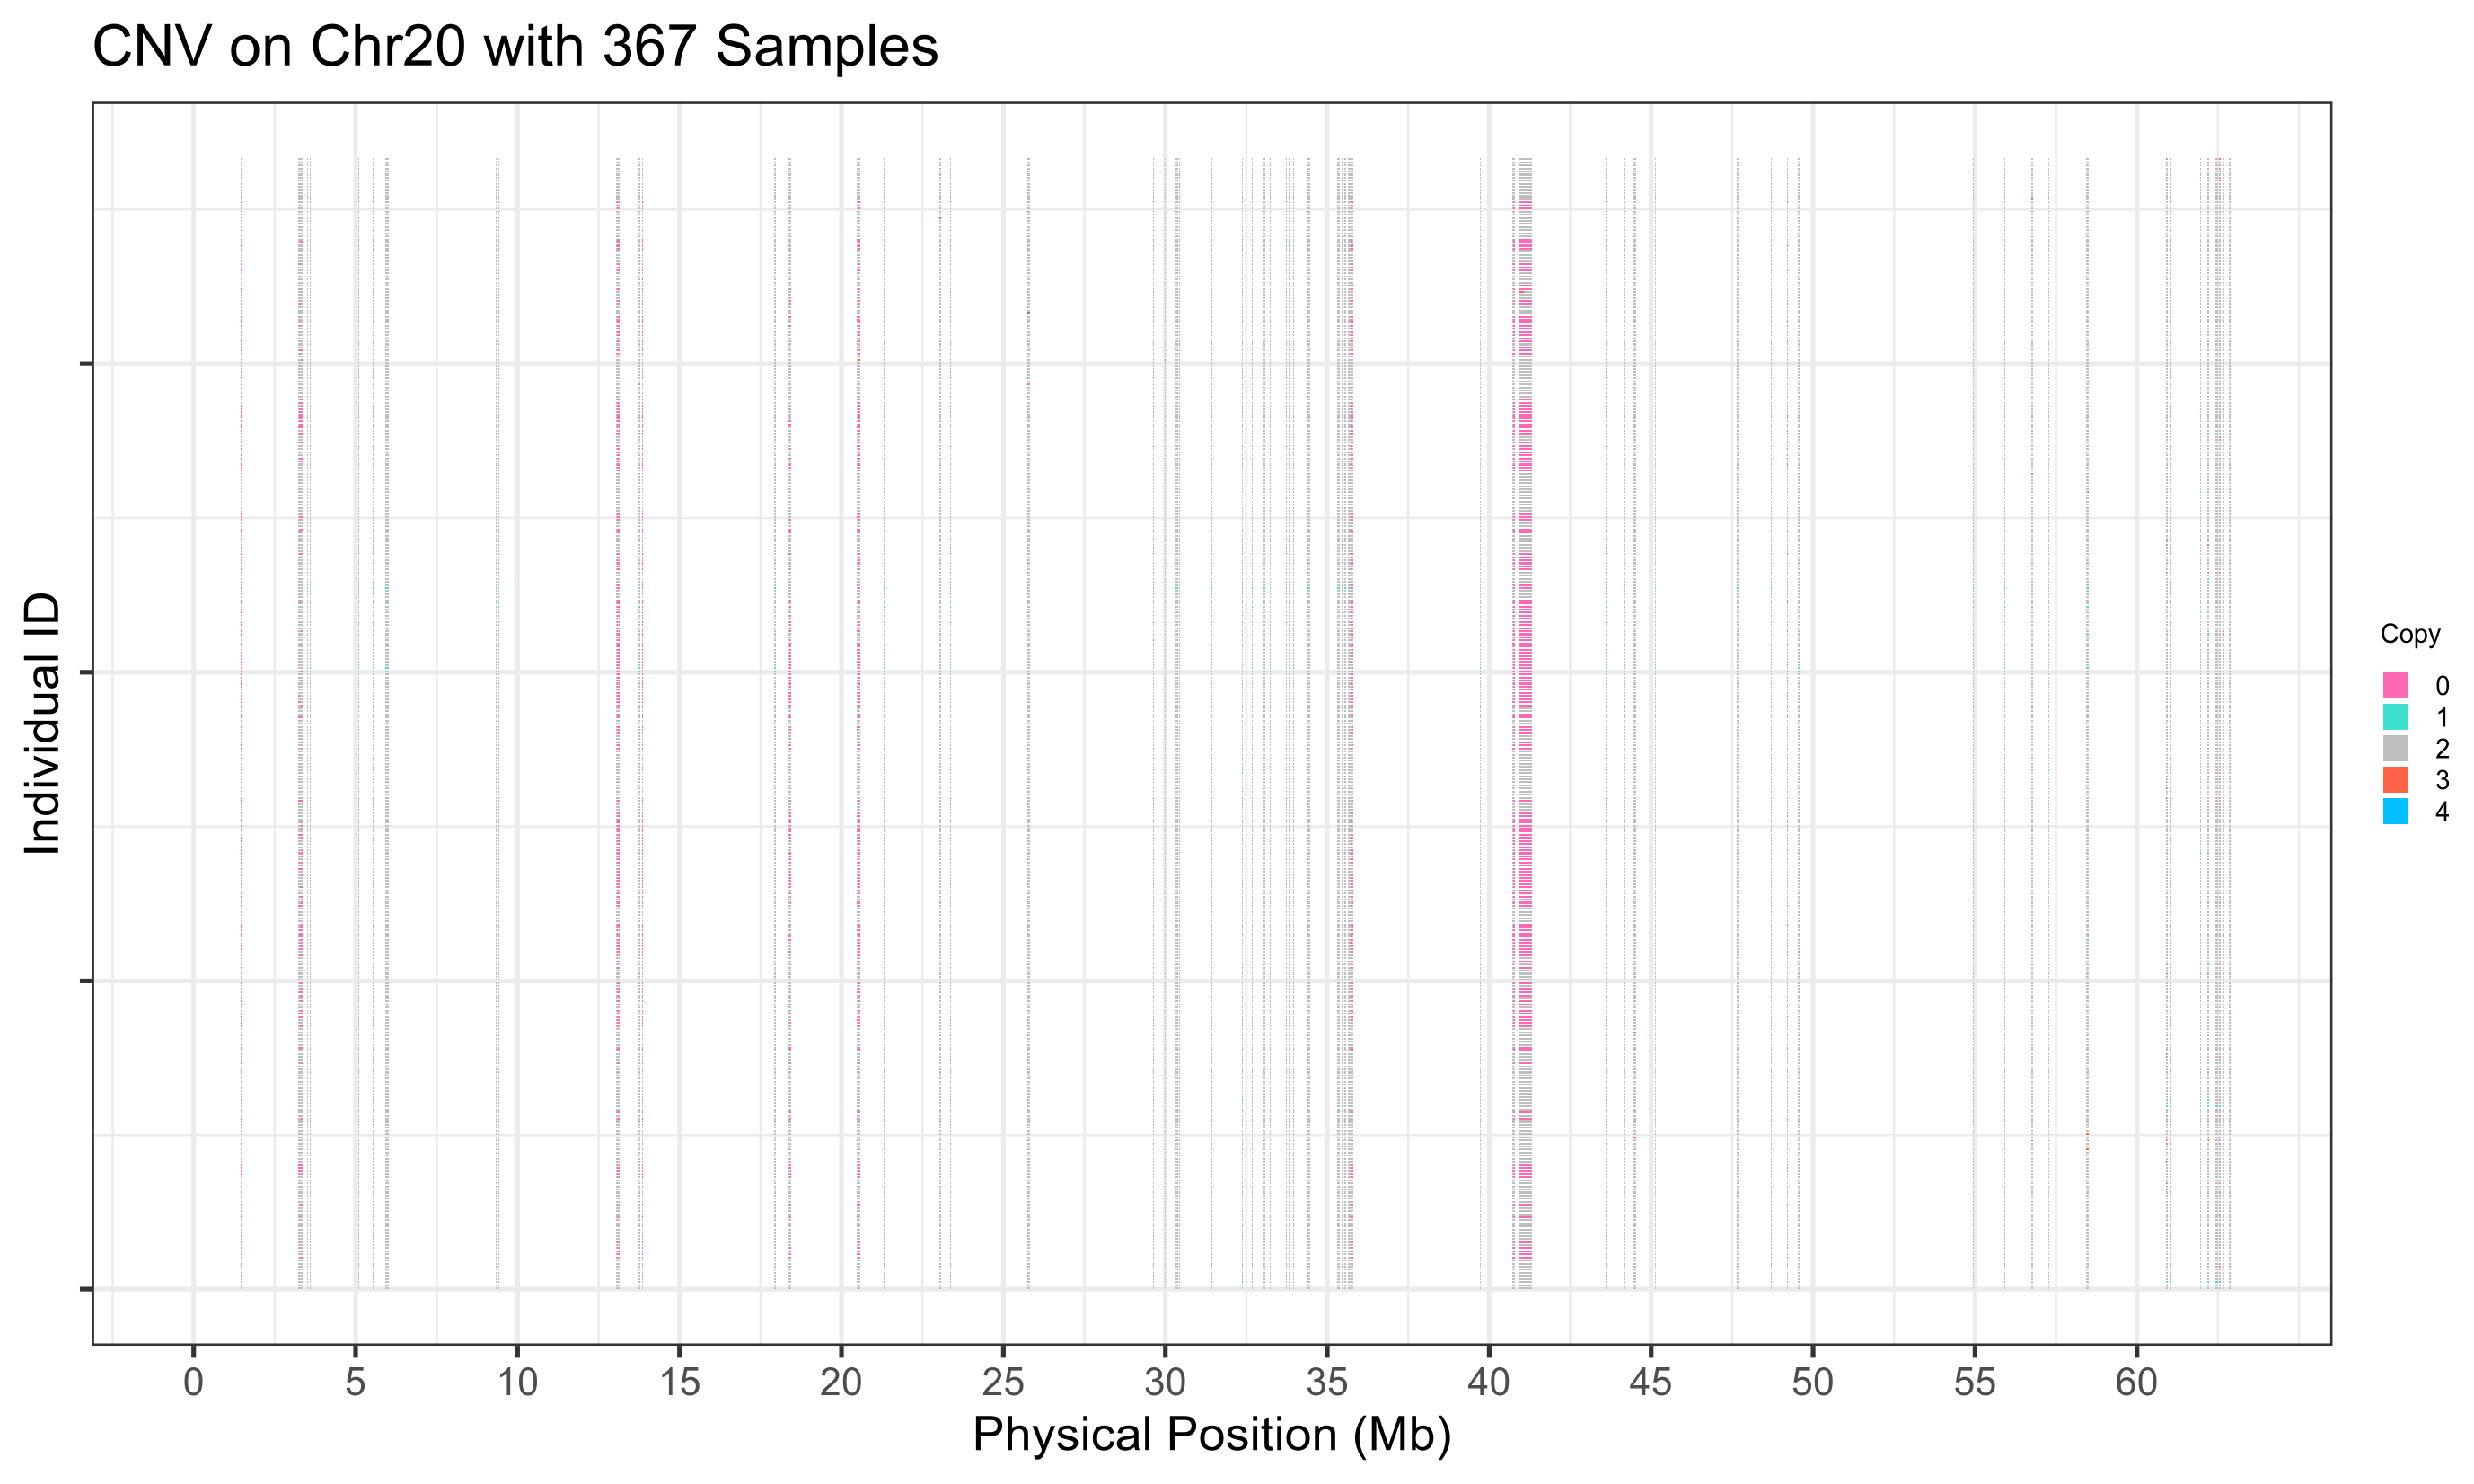 CNV on Chr20 with 367 Samples
Individual ID
Copy
0
1
2
3
4
0 5 10 15 20 25 30 35 40 45 50 55 60
Physical Position (Mb)